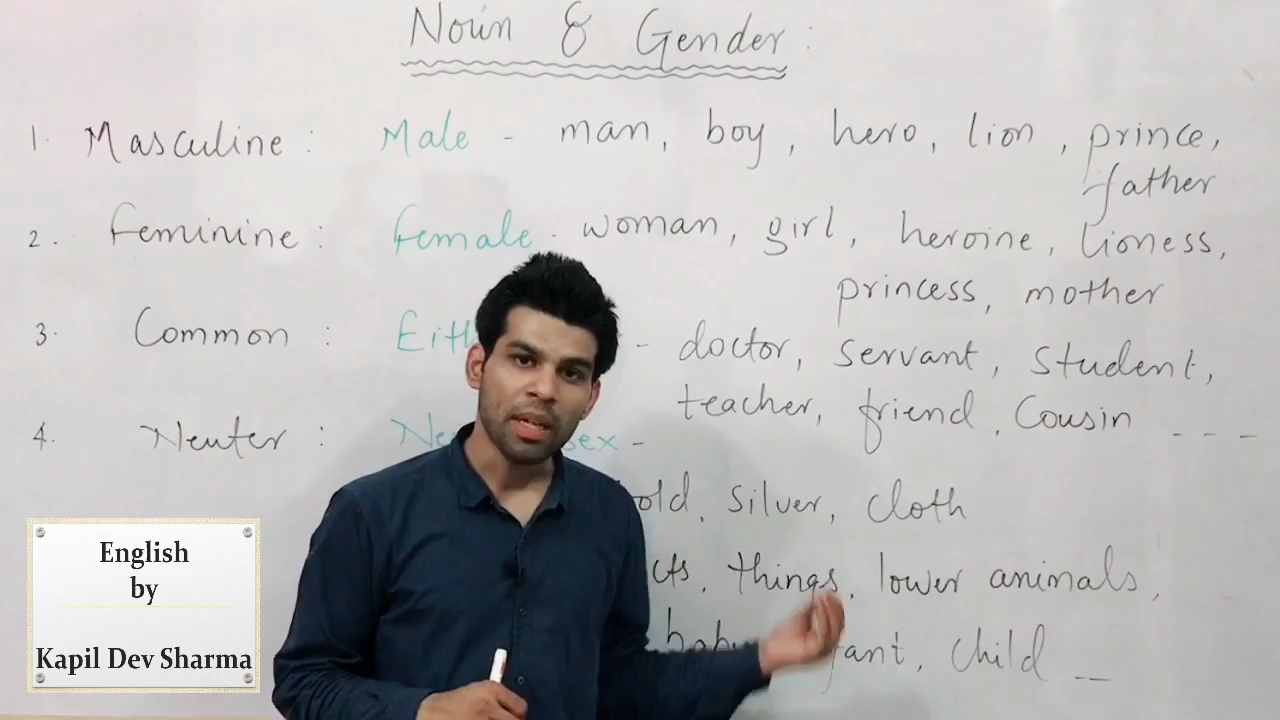 Noun & Gender :
1. Masculine : Male - man, boy, hero, lion, prince,
father
2. Feminine : Female - woman, girl, heroine, lioness,
princess, mother
3. Common : - doctor, servant, student,
teacher, friend, Cousin ---
4. Neuter : sex -
silver, cloth
things, lower animals,
child --
English
by
Kapil Dev Sharma